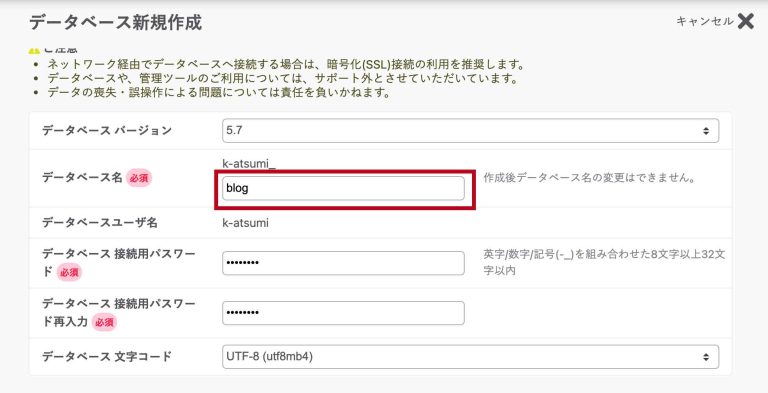 データベース新規作成
キャンセル
ご注意
ネットワーク経由でデータベースへ接続する場合は、暗号化(SSL)接続の利用を推奨します。
データベースや、管理ツールのご利用については、サポート外とさせていただいています。
データの喪失・誤操作による問題については責任を負いかねます。
データベース バージョン
5.7
k-atsumi_
データベース名 必須
blog
作成後データベース名の変更はできません。
データベースユーザ名
k-atsumi
データベース 接続用パスワー
ド 必須
••••••••
英字/数字/記号(-_)を組み合わせた8文字以上32文
字以内
データベース 接続用パスワー
ド再入力 必須
••••••••
データベース 文字コード
UTF-8 (utf8mb4)